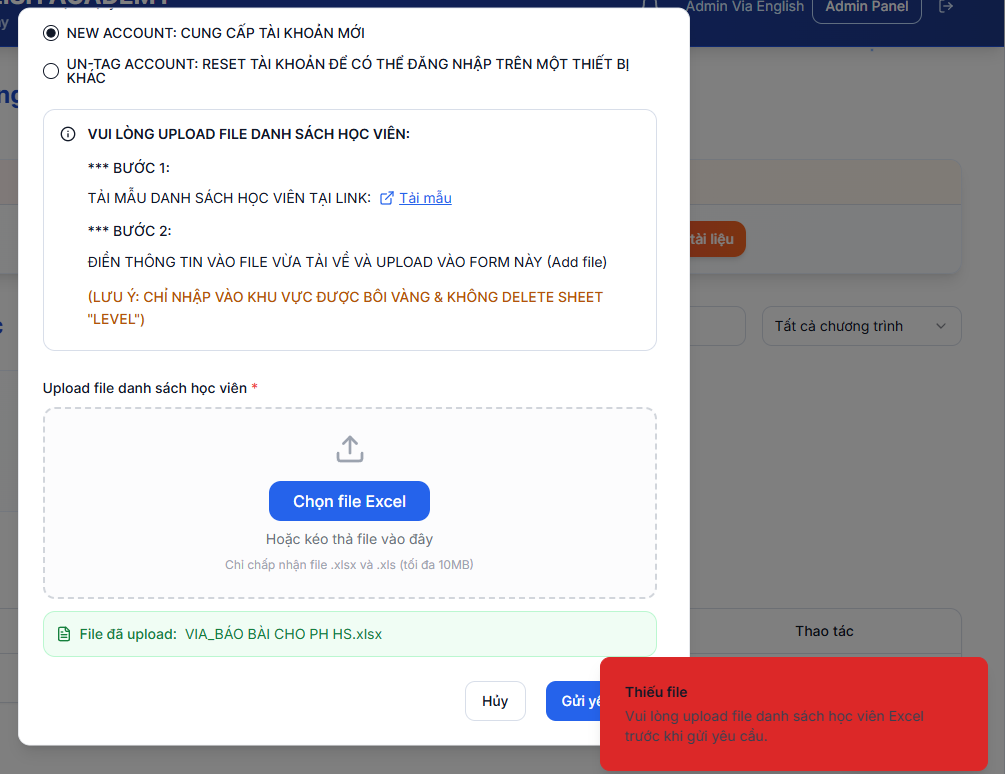 Admin Via English
Admin Panel
NEW ACCOUNT: CUNG CẤP TÀI KHOẢN MỚI
UN-TAG ACCOUNT: RESET TÀI KHOẢN ĐỂ CÓ THỂ ĐĂNG NHẬP TRÊN MỘT THIẾT BỊ
KHÁC
VUI LÒNG UPLOAD FILE DANH SÁCH HỌC VIÊN:
*** BƯỚC 1:
TẢI MẪU DANH SÁCH HỌC VIÊN TẠI LINK: Tải mẫu
*** BƯỚC 2:
ĐIỀN THÔNG TIN VÀO FILE VỪA TẢI VỀ VÀ UPLOAD VÀO FORM NÀY (Add file)
(LƯU Ý: CHỈ NHẬP VÀO KHU VỰC ĐƯỢC BÔI VÀNG & KHÔNG DELETE SHEET
"LEVEL")
tài liệu
Tất cả chương trình
Upload file danh sách học viên *
Chọn file Excel
Hoặc kéo thả file vào đây
Chỉ chấp nhận file .xlsx và .xls (tối đa 10MB)
File đã upload: VIA_BÁO BÀI CHO PH HS.xlsx
Thao tác
Hủy
Gửi
Thiếu file
Vui lòng upload file danh sách học viên Excel
trước khi gửi yêu cầu.